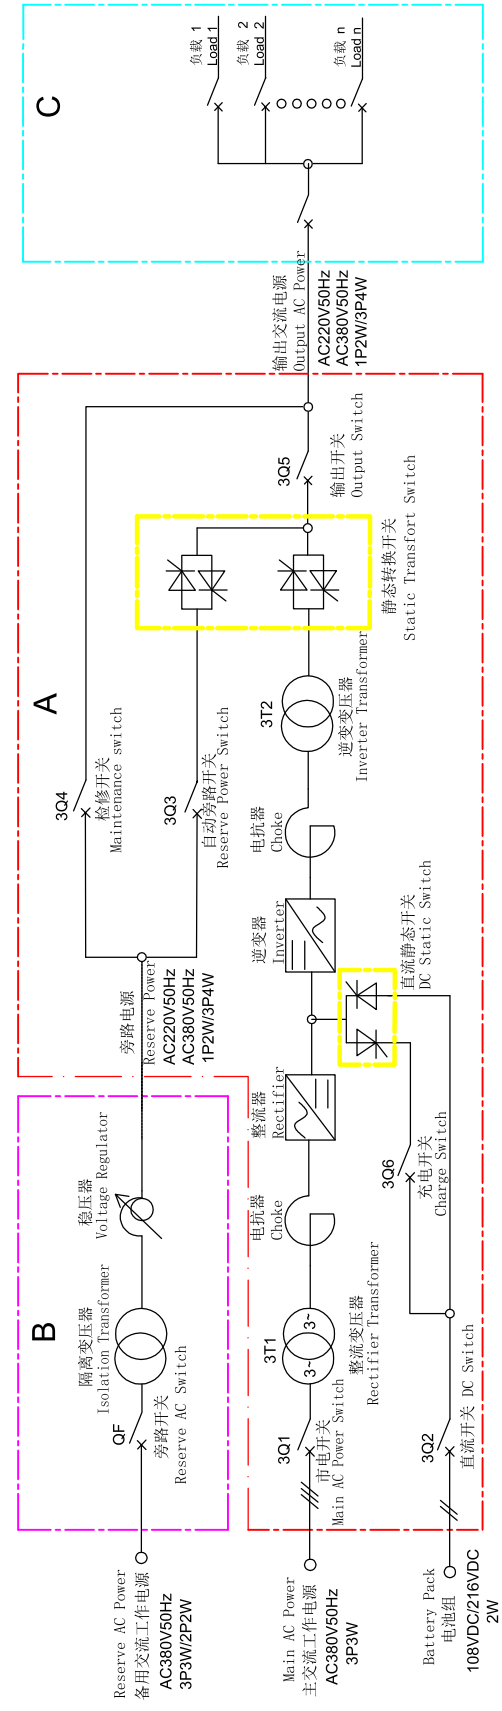 Reserve AC Power
备用交流工作电源
AC380V50Hz
3P3W/2P2W
B
QF
旁路开关
Reserve AC Switch
隔离变压器
Isolation Transformer
稳压器
Voltage Regulator
旁路电源
Reserve Power
AC220V50Hz
AC380V50Hz
1P2W/3P4W
A
3Q4
检修开关
Maintenance switch
3Q3
自动旁路开关
Reserve Power Switch
Main AC Power
主交流工作电源
AC380V50Hz
3P3W
3Q1
市电开关
Main AC Power Switch
3T1
3~
3~
整流变压器
Rectifier Transformer
电抗器
Choke
整流器
Rectifier
逆变器
Inverter
电抗器
Choke
3T2
逆变变压器
Inverter Transformer
静态转换开关
Static Transfort Switch
3Q5
输出开关
Output Switch
Battery Pack
电池组
108VDC/216VDC
2W
3Q2
直流开关 DC Switch
3Q6
充电开关
Charge Switch
直流静态开关
DC Static Switch
输出交流电源
Output AC Power
AC220V50Hz
AC380V50Hz
1P2W/3P4W
C
负载 1
Load 1
负载 2
Load 2
负载 n
Load n